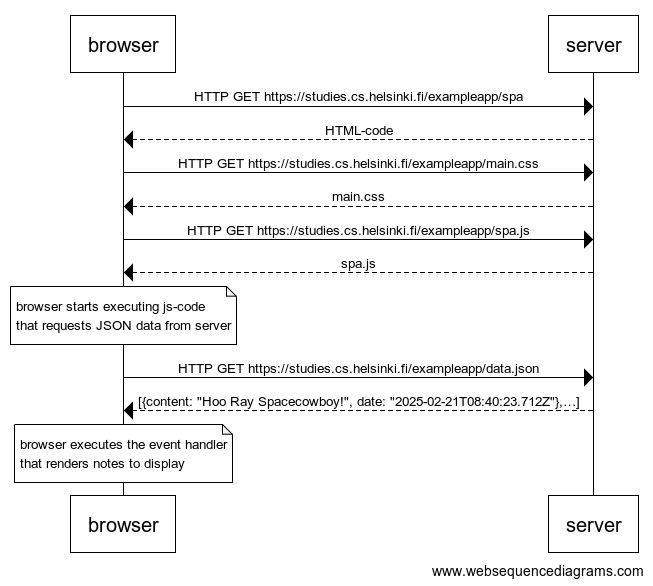 browser
server
HTTP GET https://studies.cs.helsinki.fi/exampleapp/spa
HTML-code
HTTP GET https://studies.cs.helsinki.fi/exampleapp/main.css
main.css
HTTP GET https://studies.cs.helsinki.fi/exampleapp/spa.js
spa.js
browser starts executing js-code
that requests JSON data from server
HTTP GET https://studies.cs.helsinki.fi/exampleapp/data.json
[{content: "Hoo Ray Spacecowboy!", date: "2025-02-21T08:40:23.712Z"},...]
browser executes the event handler
that renders notes to display
browser
server
www.websequencediagrams.com